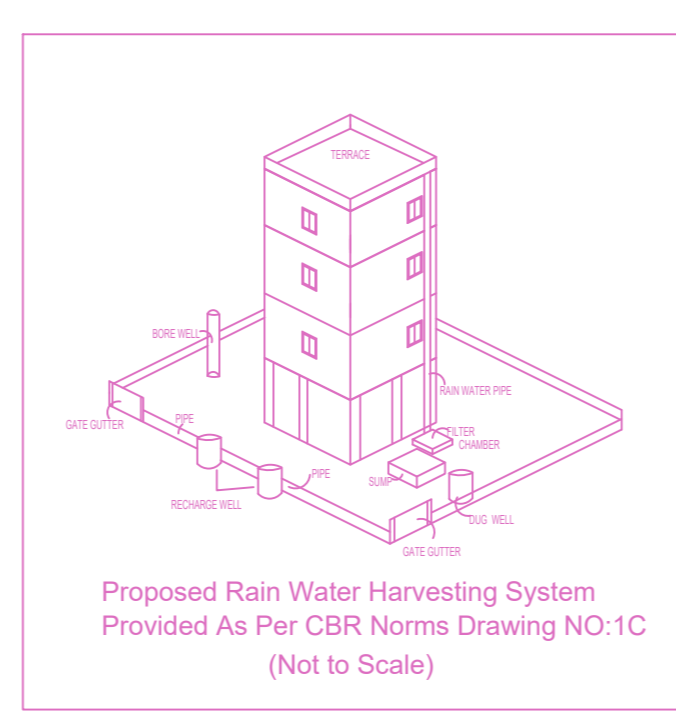 TERRACE
BORE WELL
RAIN WATER PIPE
GATE GUTTER
PIPE
FILTER
CHAMBER
PIPE
SUMP
RECHARGE WELL
DUG WELL
GATE GUTTER
Proposed Rain Water Harvesting System
Provided As Per CBR Norms Drawing NO:1C
(Not to Scale)